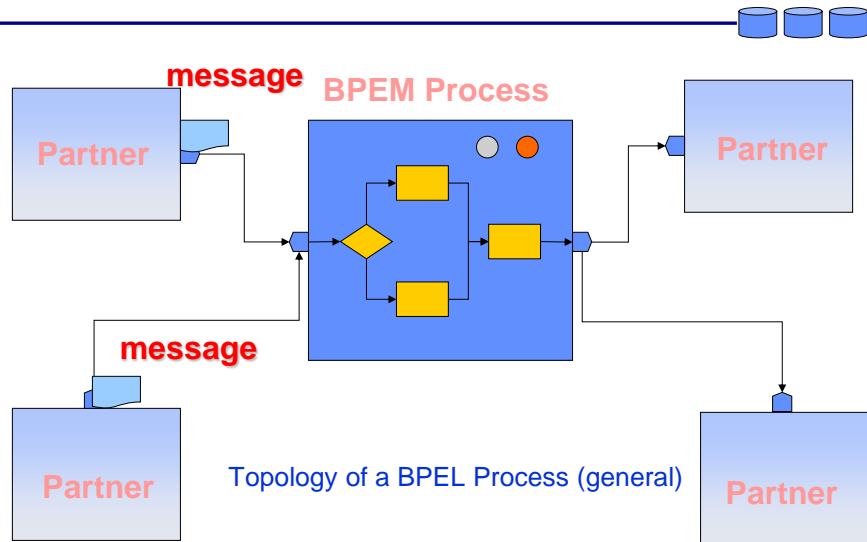 message
BPEM Process
Partner
Partner
message
Partner
Topology of a BPEL Process (general)
Partner